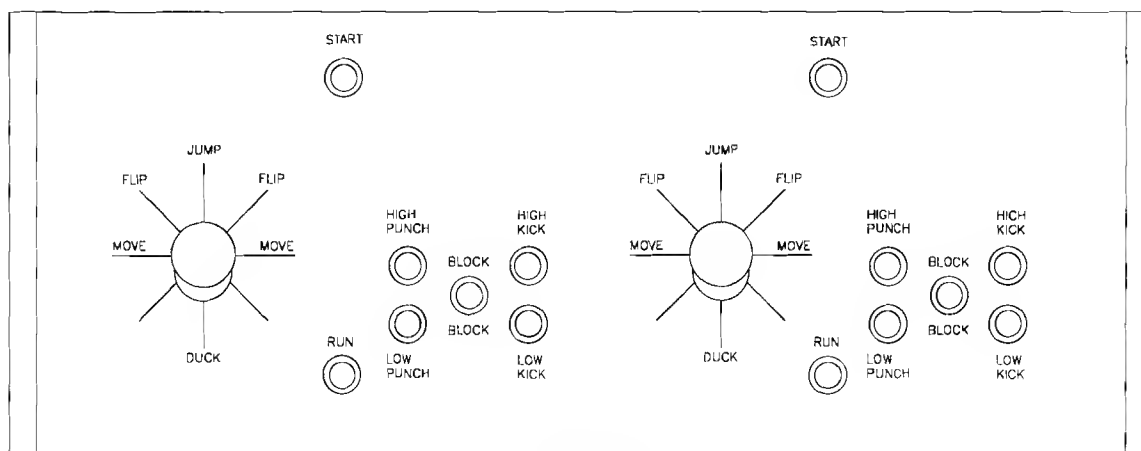 START
START
JUMP
FLIP
FLIP
MOVE
MOVE
DUCK
HIGH
PUNCH
HIGH
KICK
BLOCK
BLOCK
RUN
LOW
PUNCH
LOW
KICK
JUMP
FLIP
FLIP
MOVE
MOVE
DUCK
HIGH
PUNCH
HIGH
KICK
BLOCK
BLOCK
RUN
LOW
PUNCH
LOW
KICK